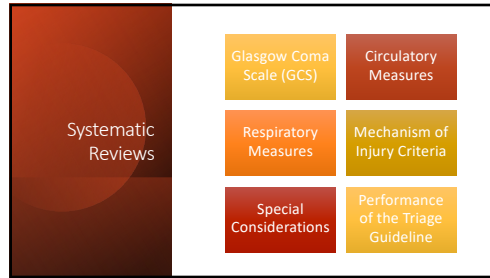 Systematic
Reviews
Glasgow Coma
Scale (GCS)
Circulatory
Measures
Respiratory
Measures
Mechanism of
Injury Criteria
Special
Considerations
Performance
of the Triage
Guideline